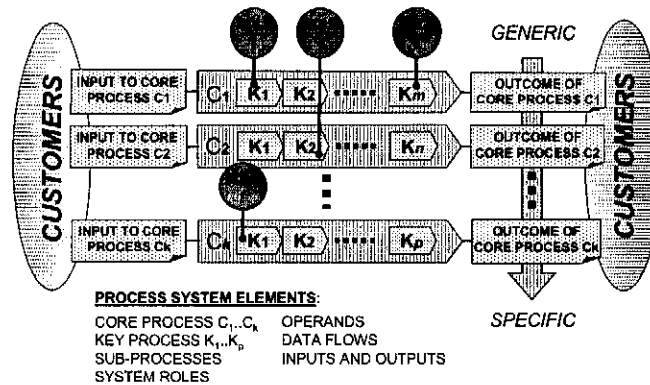 GENERIC
CUSTOMERS
INPUT TO CORE
PROCESS C1
C1
K1
K2
Km
OUTCOME OF
CORE PROCESS C1
INPUT TO CORE
PROCESS C2
C2
K1
K2
Kn
OUTCOME OF
CORE PROCESS C2
INPUT TO CORE
PROCESS Ck
Ck
K1
K2
Kp
OUTCOME OF
CORE PROCESS Ck
CUSTOMERS
SPECIFIC
PROCESS SYSTEM ELEMENTS:
CORE PROCESS C1..Ck OPERANDS
KEY PROCESS K1..Kp DATA FLOWS
SUB-PROCESSES INPUTS AND OUTPUTS
SYSTEM ROLES